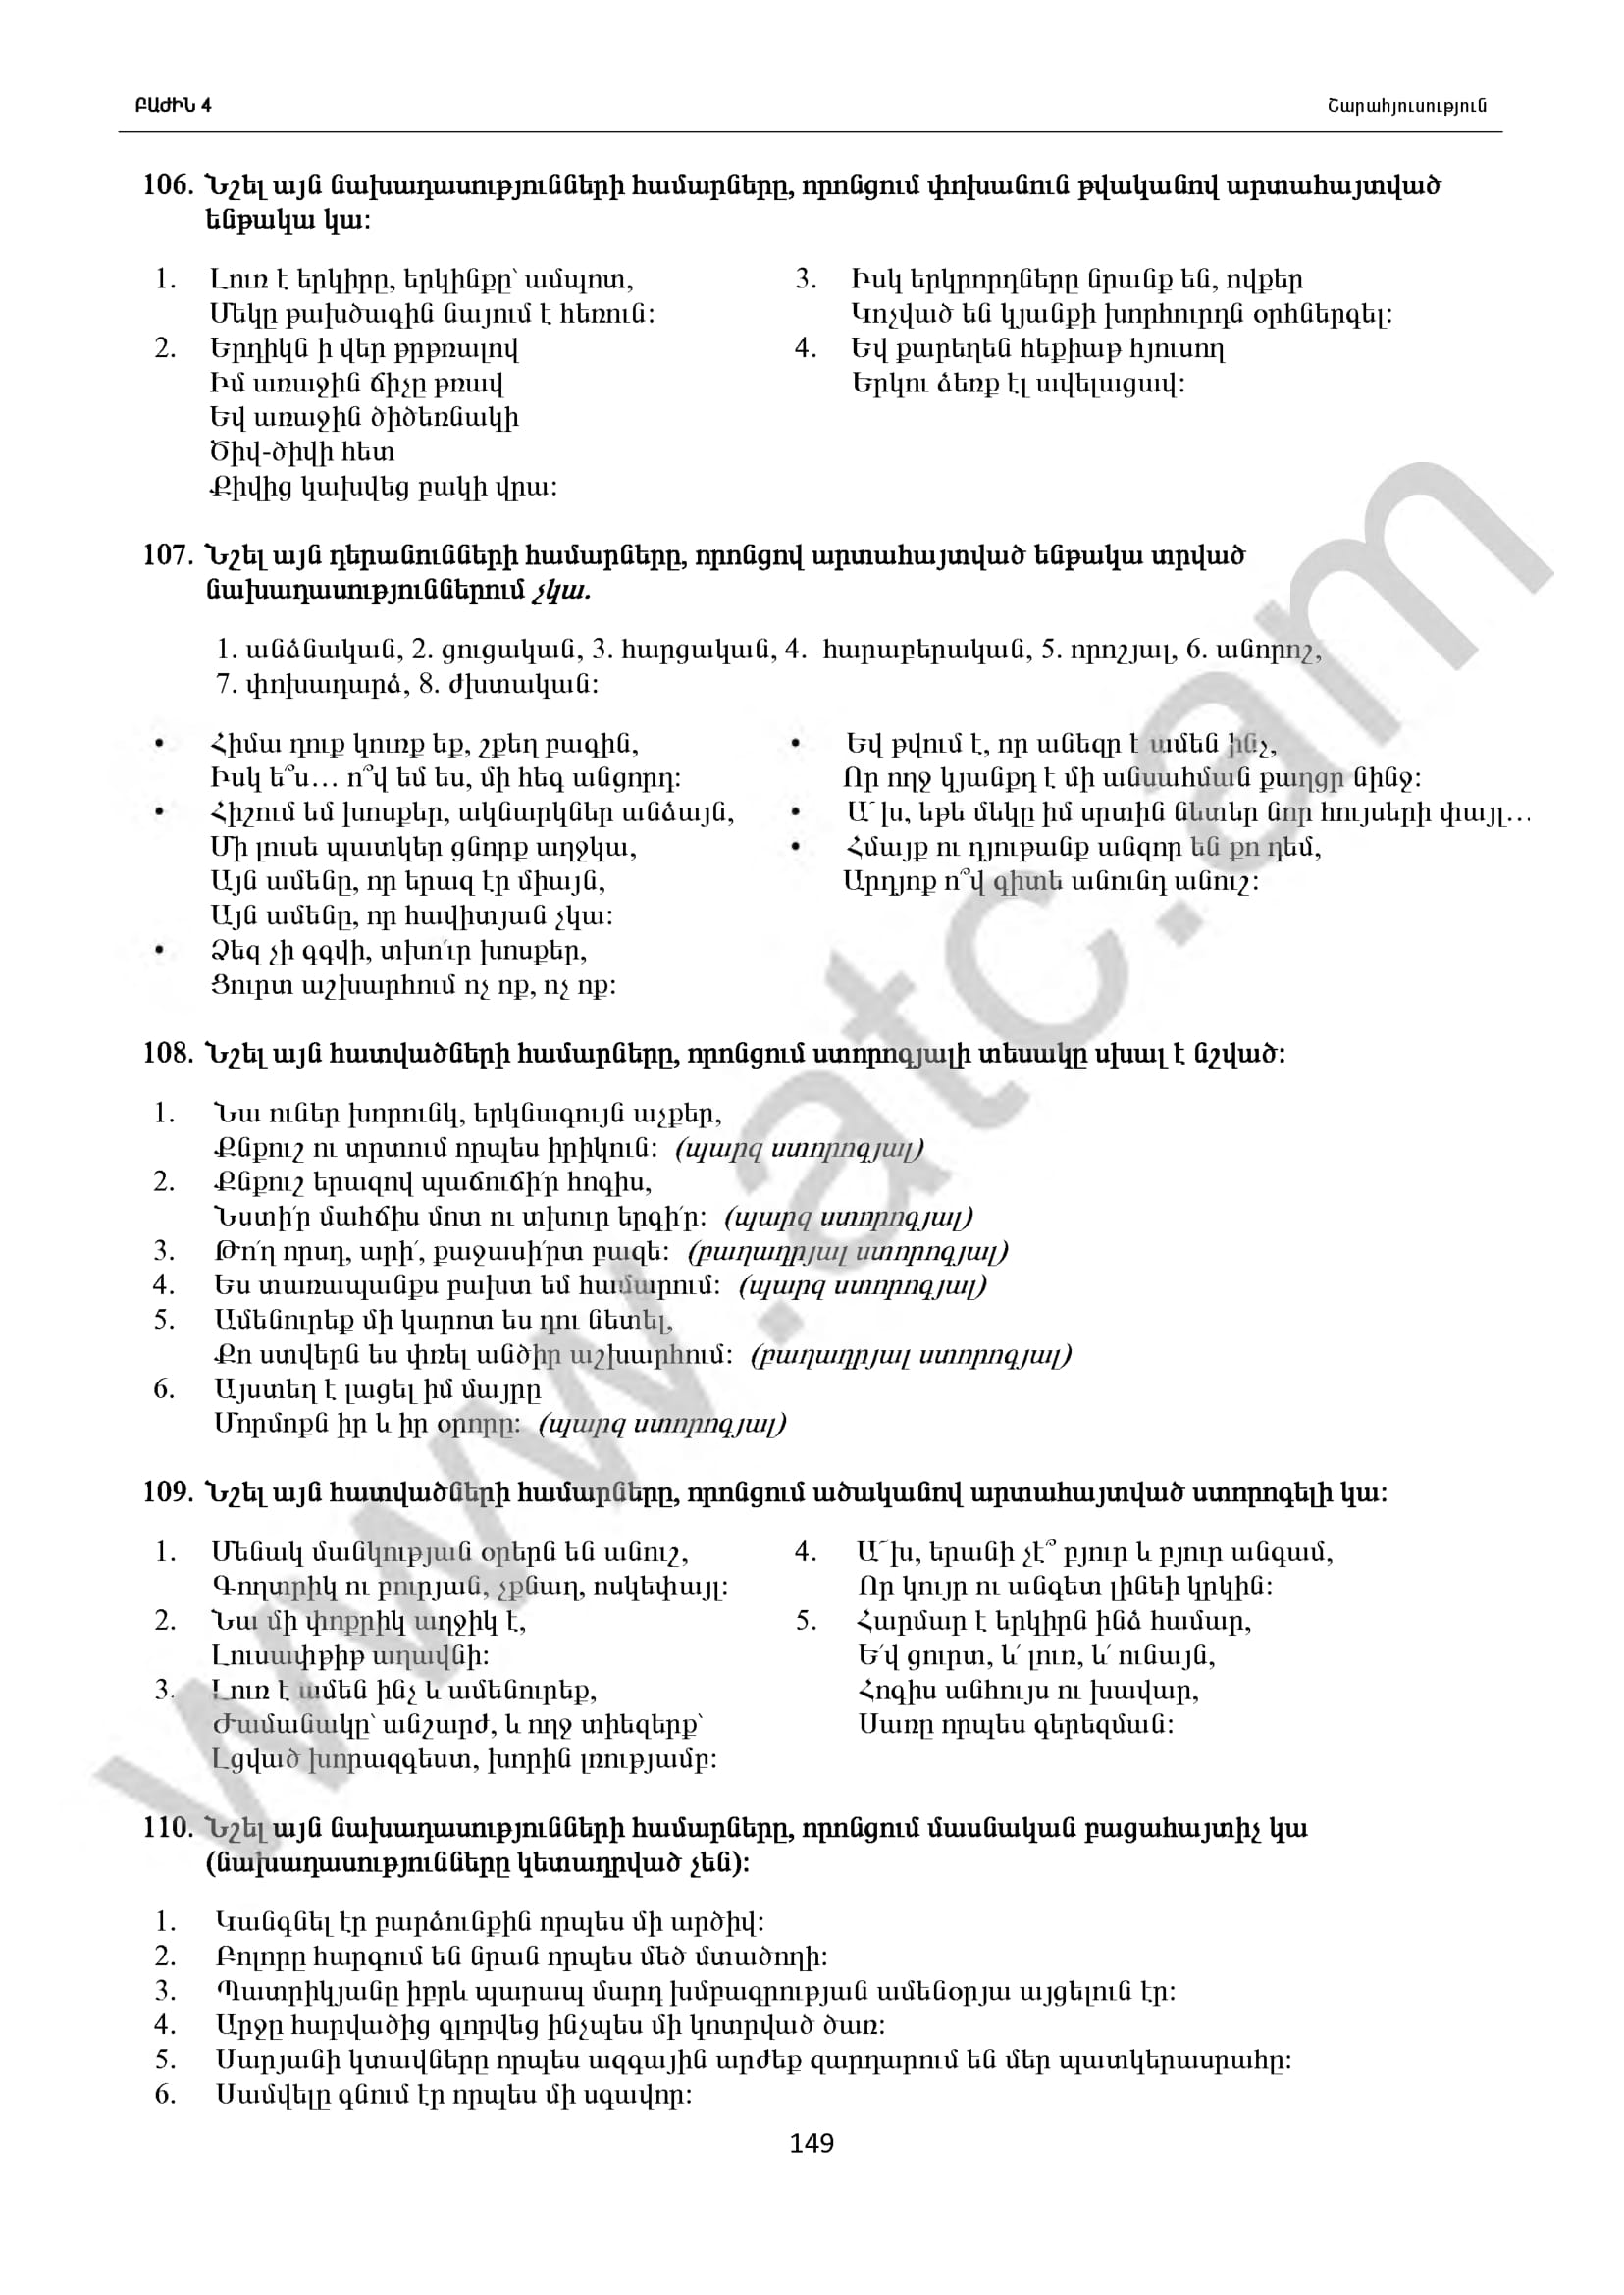 ԲԱԺԻՆ 4
Շարահյուսություն
106. Նշել այն նախադասությունների համարները, որոնցում փոխանուն թվականով արտահայտված
ենթակա կա:
1. Լուռ է երկիրը, երկինքը՝ ամպոտ,
Մեկը թախծագին նայում է հեռուն:
2. Երդիկն ի վեր թրթռալով
Իմ առաջին ճիչը թռավ
Եվ առաջին ծիծեռնակի
Ծիվ-ծիվի հետ
Քիվից կախվեց բակի վրա:
3. Իսկ երկրորդները նրանք են, ովքեր
Կոչված են կյանքի խորհուրդն օրհներգել:
4. Եվ քարեղեն հեքիաթ հյուսող
Երկու ձեռք էլ ավելացավ:
107. Նշել այն դերանունների համարները, որոնցով արտահայտված ենթակա տրված
նախադասություններում չկա.
1. անձնական, 2. ցուցական, 3. հարցական, 4. հարաբերական, 5. որոշյալ, 6. անորոշ,
7. փոխադարձ, 8. ժխտական:
• Հիմա դուք կուռք եք, շքեղ բագին,
Իսկ ե՞ս… ո՞վ եմ ես, մի հեգ անցորդ:
• Հիշում եմ խոսքեր, ակնարկներ անձայն,
Մի լուսե պատկեր ցնորք աղջկա,
Այն ամենը, որ երազ էր միայն,
Այն ամենը, որ հավիտյան չկա:
• Ձեզ չի գգվի, տխո՛ւր խոսքեր,
Ցուրտ աշխարհում ոչ ոք, ոչ ոք:
• Եվ թվում է, որ անեզր է ամեն ինչ,
Որ ողջ կյանքդ է մի անսահման քաղցր նինջ:
• Ա՜խ, եթե մեկը իմ սրտին նետեր նոր հույսերի փայլ…
• Հմայք ու դյութանք անզոր են քո դեմ,
Արդյոք ո՞վ գիտե անունդ անուշ:
108. Նշել այն հատվածների համարները, որոնցում ստորոգյալի տեսակը սխալ է նշված:
1. Նա ուներ խորունկ, երկնագույն աչքեր,
Քնքուշ ու տրտում որպես իրիկուն: (պարզ ստորոգյալ)
2. Քնքուշ երազով պաճուճի՛ր հոգիս,
Նստի՛ր մահճիս մոտ ու տխուր երգի՛ր: (պարզ ստորոգյալ)
3. Թո՛ղ որսդ, արի՛, քաջասի՛րտ բազե: (բաղադրյալ ստորոգյալ)
4. Ես տառապանքս բախտ եմ համարում: (պարզ ստորոգյալ)
5. Ամենուրեք մի կարոտ ես դու նետել,
Քո ստվերն ես փռել անծիր աշխարհում: (բաղադրյալ ստորոգյալ)
6. Այստեղ է լացել իմ մայրը
Մորմոքն իր և իր օրորը: (պարզ ստորոգյալ)
109. Նշել այն հատվածների համարները, որոնցում ածականով արտահայտված ստորոգելի կա:
1. Մենակ մանկության օրերն են անուշ,
Գողտրիկ ու բուրյան, չքնաղ, ոսկեփայլ:
2. Նա մի փոքրիկ աղջիկ է,
Լուսափթիթ աղավնի:
3. Լուռ է ամեն ինչ և ամենուրեք,
Ժամանակը՝ անշարժ, և ողջ տիեզերք՝
Լցված խորազգեստ, խորին լռությամբ:
4. Ա՜խ, երանի չէ՞ բյուր և բյուր անգամ,
Որ կույր ու անգետ լինեի կրկին:
5. Հարմար է երկիրն ինձ համար,
Ե՛վ ցուրտ, և՛ լուռ, և՛ ունայն,
Հոգիս անհույս ու խավար,
Սառը որպես գերեզման:
110. Նշել այն նախադասությունների համարները, որոնցում մասնական բացահայտիչ կա
(նախադասությունները կետադրված չեն):
1. Կանգնել էր բարձունքին որպես մի արծիվ:
2. Բոլորը հարգում են նրան որպես մեծ մտածողի:
3. Պատրիկյանը իբրև պարապ մարդ խմբագրության ամենօրյա այցելուն էր:
4. Արջը հարվածից գլորվեց ինչպես մի կոտրված ծառ:
5. Սարյանի կտավները որպես ազգային արժեք զարդարում են մեր պատկերասրահը:
6. Սամվելը գնում էր որպես մի սգավոր:
149
www.atc.am